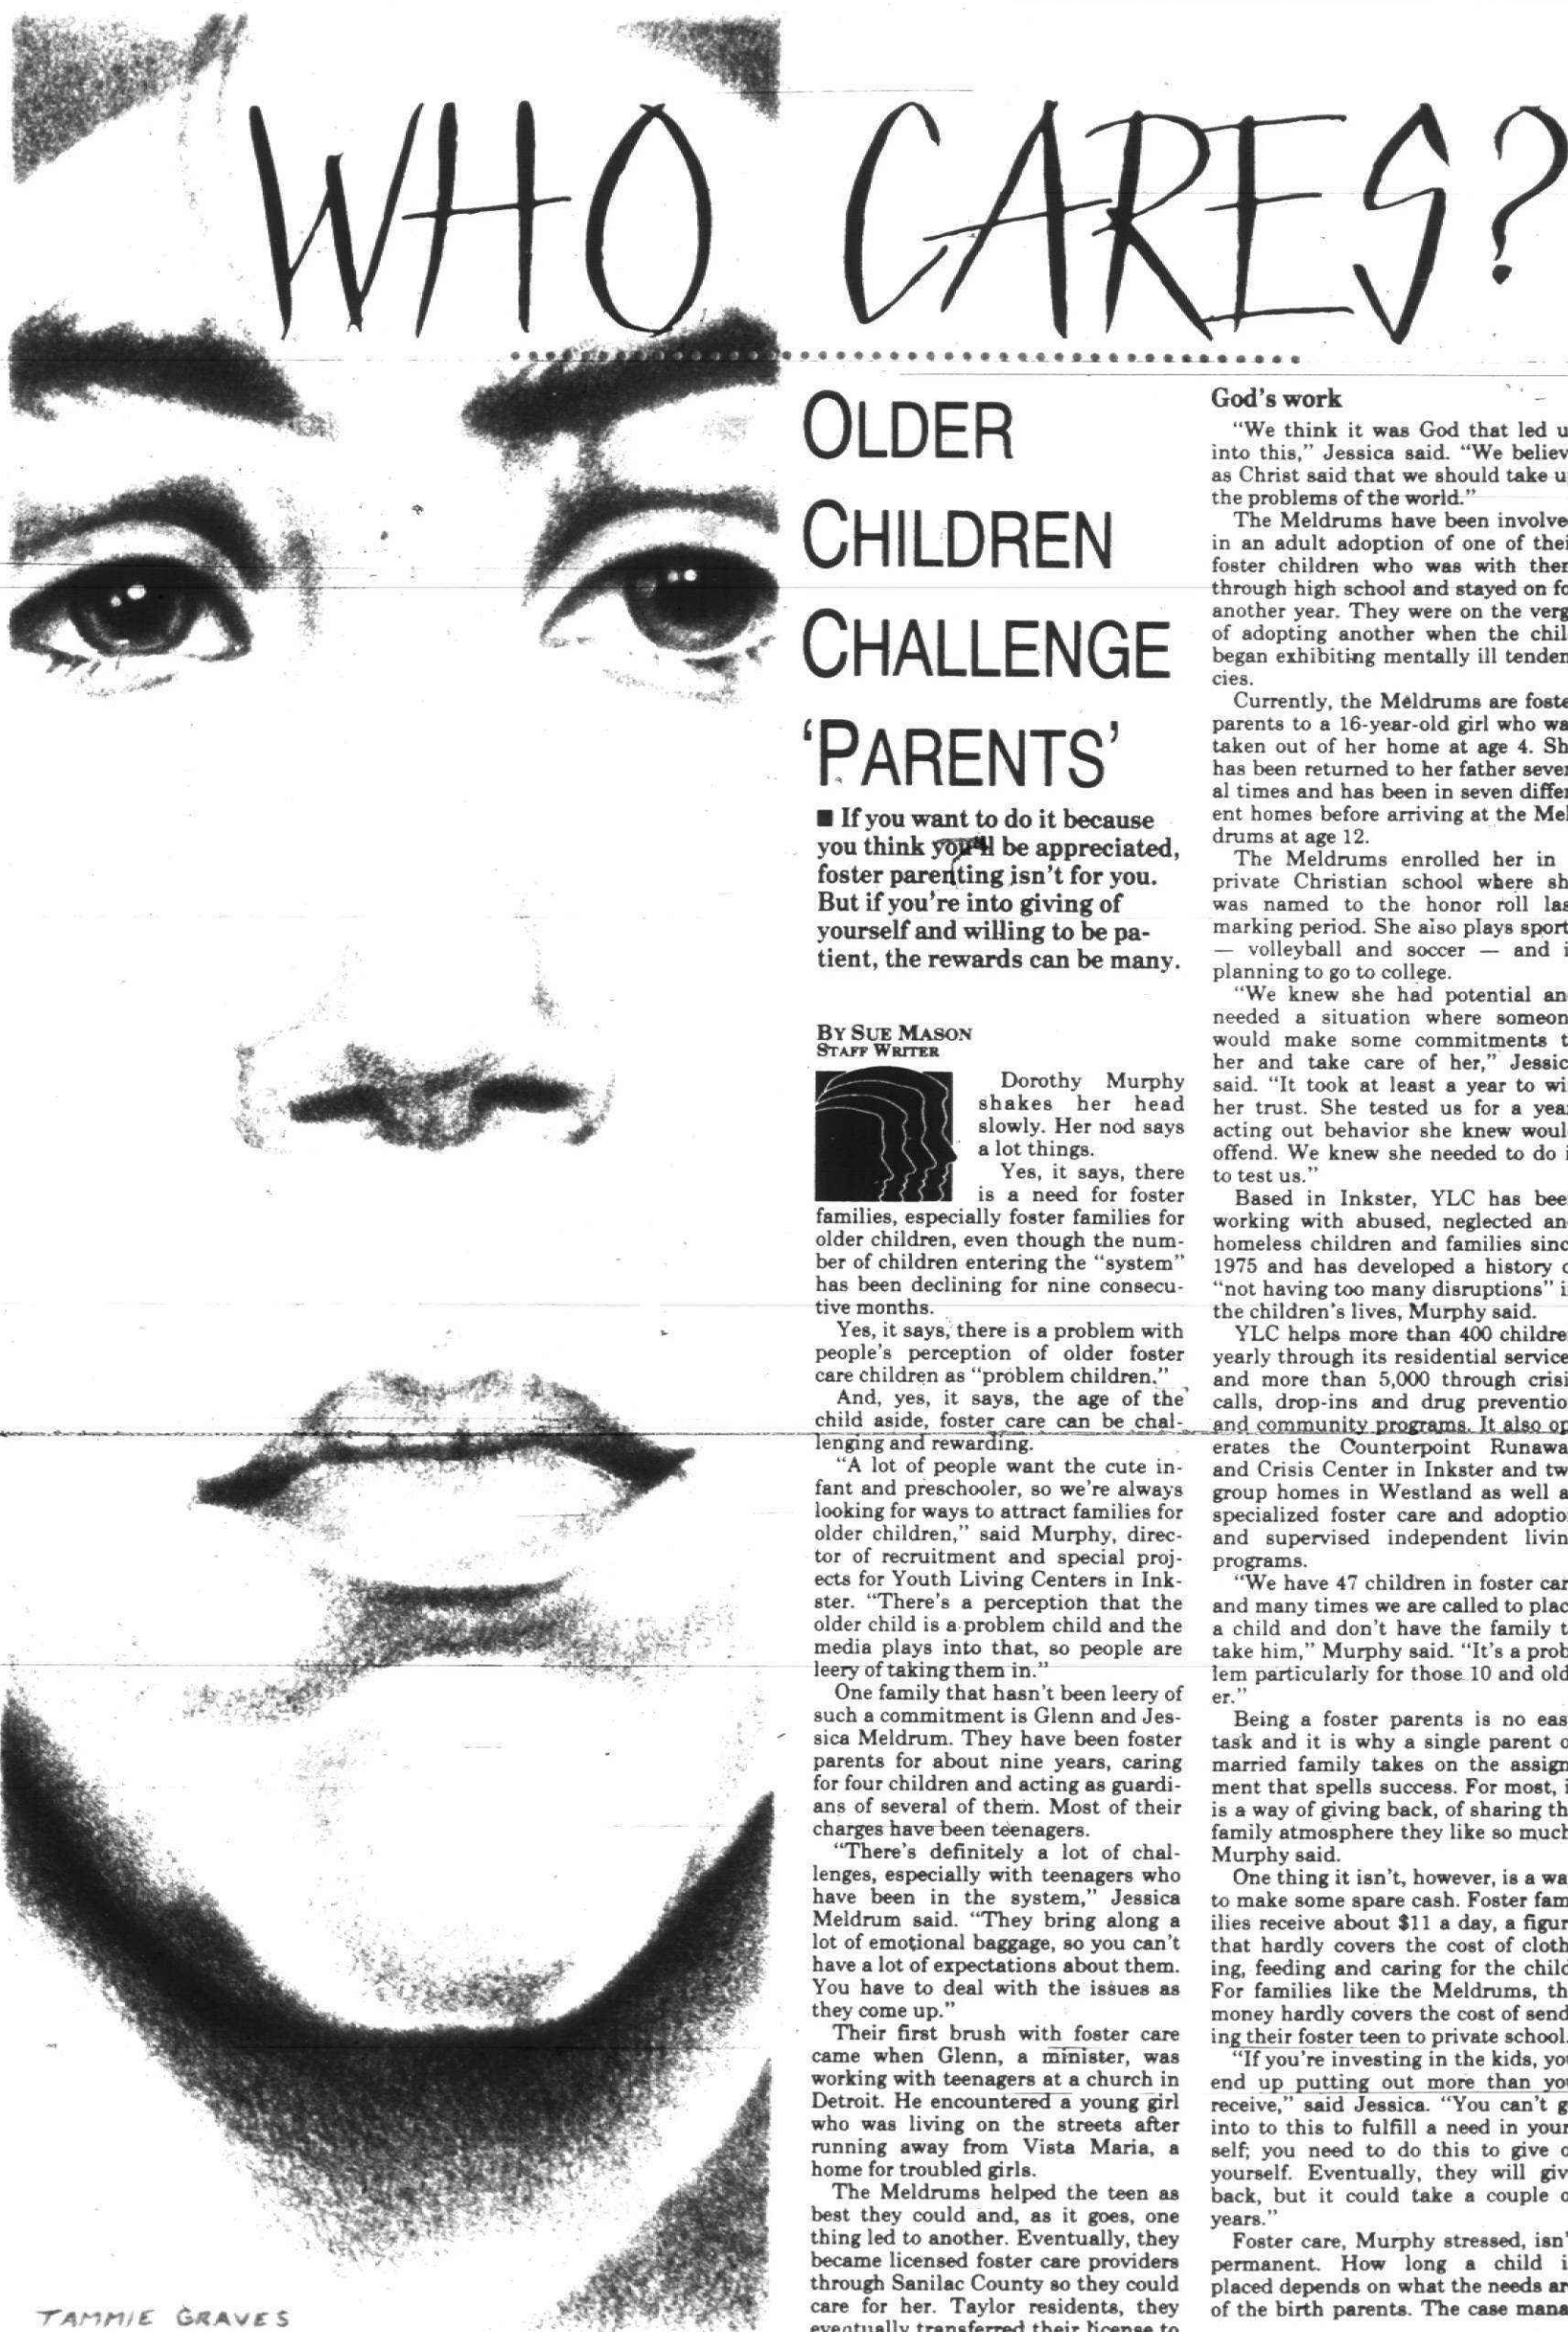 WHO CARES?
OLDER
CHILDREN
CHALLENGE
‘PARENTS’
■ If you want to do it because
you think you'll be appreciated,
foster parenting isn't for you.
But if you're into giving of
yourself and willing to be pa-
tient, the rewards can be many.
BY SUE MASON
STAFF WRITER
Dorothy Murphy
shakes her head
slowly. Her nod says
a lot things.
Yes, it says, there
is a need for foster
families, especially foster families for
older children, even though the num-
ber of children entering the “system”
has been declining for nine consecu-
tive months.
Yes, it says, there is a problem with
people's perception of older foster
care children as “problem children.”
And, yes, it says, the age of the
child aside, foster care can be chal-
lenging and rewarding.
“A lot of people want the cute in-
fant and preschooler, so we're always
looking for ways to attract families for
older children,” said Murphy, direc-
tor of recruitment and special proj-
ects for Youth Living Centers in Ink-
ster. “There's a perception that the
older child is a problem child and the
media plays into that, so people are
leery of taking them in.”
One family that hasn't been leery of
such a commitment is Glenn and Jes-
sica Meldrum. They have been foster
parents for about nine years, caring
for four children and acting as guardi-
ans of several of them. Most of their
charges have been teenagers.
“There's definitely a lot of chal-
lenges, especially with teenagers who
have been in the system,” Jessica
Meldrum said. “They bring along a
lot of emotional baggage, so you can't
have a lot of expectations about them.
You have to deal with the issues as
they come up.”
Their first brush with foster care
came when Glenn, a minister, was
working with teenagers at a church in
Detroit. He encountered a young girl
who was living on the streets after
running away from Vista Maria, a
home for troubled girls.
The Meldrums helped the teen as
best they could and, as it goes, one
thing led to another. Eventually, they
became licensed foster care providers
through Sanilac County so they could
care for her. Taylor residents, they
eventually transferred their license to
God's work
“We think it was God that led u
into this,” Jessica said. “We believ
as Christ said that we should take u
the problems of the world.”
The Meldrums have been involve
in an adult adoption of one of thei
foster children who was with ther
through high school and stayed on fo
another year. They were on the verg
of adopting another when the chil
began exhibiting mentally ill tenden
cies.
Currently, the Meldrums are foste
parents to a 16-year-old girl who wa
taken out of her home at age 4. Sh
has been returned to her father sever
al times and has been in seven differ
ent homes before arriving at the Mel
drums at age 12.
The Meldrums enrolled her in
private Christian school where sh
was named to the honor roll las
marking period. She also plays sport
— volleyball and soccer — and i
planning to go to college.
“We knew she had potential an
needed a situation where someon
would make some commitments t
her and take care of her,” Jessic
said. “It took at least a year to wi
her trust. She tested us for a yea
acting out behavior she knew woul
offend. We knew she needed to do i
to test us.”
Based in Inkster, YLC has bee
working with abused, neglected an
homeless children and families sinc
1975 and has developed a history o
“not having too many disruptions” i
the children's lives, Murphy said.
YLC helps more than 400 childre
yearly through its residential service
and more than 5,000 through crisi
calls, drop-ins and drug preventio
and community programs. It also op
erates the Counterpoint Runawa
and Crisis Center in Inkster and tw
group homes in Westland as well a
specialized foster care and adoptio
and supervised independent livin
programs.
“We have 47 children in foster car
and many times we are called to plac
a child and don't have the family t
take him,” Murphy said. “It's a prob
lem particularly for those 10 and old
er.”
Being a foster parents is no eas
task and it is why a single parent o
married family takes on the assign
ment that spells success. For most, i
is a way of giving back, of sharing th
family atmosphere they like so much
Murphy said.
One thing it isn't, however, is a wa
to make some spare cash. Foster fam
ilies receive about $11 a day, a figur
that hardly covers the cost of cloth
ing, feeding and caring for the child
For families like the Meldrums, th
money hardly covers the cost of send
ing their foster teen to private school.
“If you're investing in the kids, you
end up putting out more than you
receive,” said Jessica. “You can't g
into to this to fulfill a need in your
self; you need to do this to give o
yourself. Eventually, they will giv
back, but it could take a couple o
years.”
Foster care, Murphy stressed, isn'
permanent. How long a child i
placed depends on what the needs ar
of the birth parents. The case mana
TAMMIE GRAVES